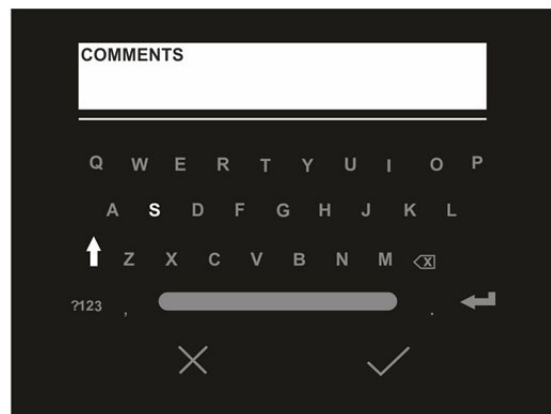 COMMENTS
Q W E R T Y U I O P
A S D F G H J K L
Z X C V B N M X
?123 , .